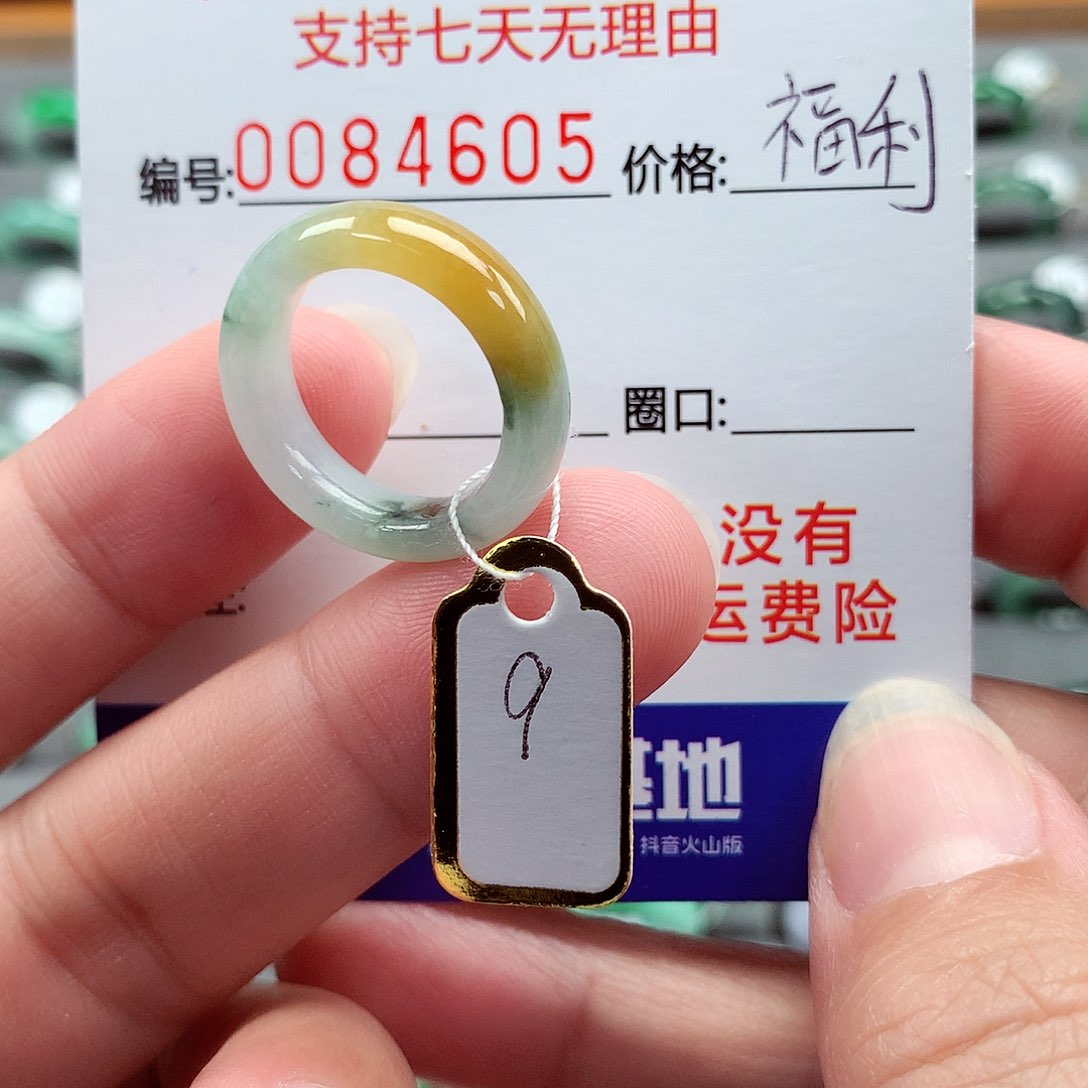 支持七天无理由
编号:0084605 价格:福利
圈口:
没有
运费险
9
基地
抖音火山版